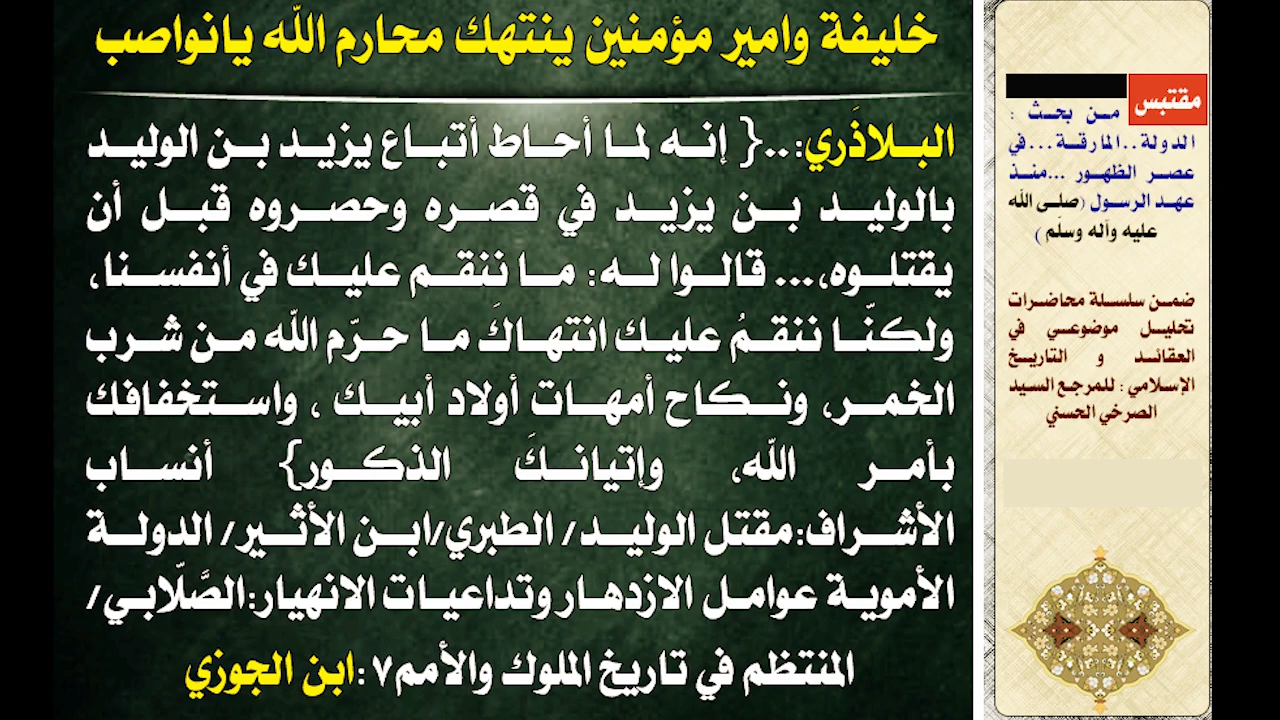 خليفة وامير مؤمنين ينتهك محارم الله يانواصب
البلاذَري:..{ إنه لما أحاط أتباع يزيد بن الوليد
بالوليد بن يزيد في قصره وحصروه قبل أن
يقتلوه،... قالوا له: ما ننقم عليك في أنفسنا،
ولكنّا ننقمُ عليك انتهاكَ ما حرّم الله من شرب
الخمر، ونكاح أمهات أولاد أبيك ، واستخفافك
بأمر الله، وإتيانكَ الذكور} أنساب
الأشراف:مقتل الوليد/ الطبري/ابن الأثير/ الدولة
الأموية عوامل الازدهار وتداعيات الانهيار:الصَّلّابي/
المنتظم في تاريخ الملوك والأمم٧ :ابن الجوزي
مقتبس
من بحث :
الدولة..المارقة...في
عصر الظهور ...منذ
عهد الرسول (صلى الله
عليه وآله وسلّم )
ضمن سلسلة محاضرات
تحليل موضوعي في
العقائد و التاريخ
الإسلامي : للمرجع السيد
الصرخي الحسني